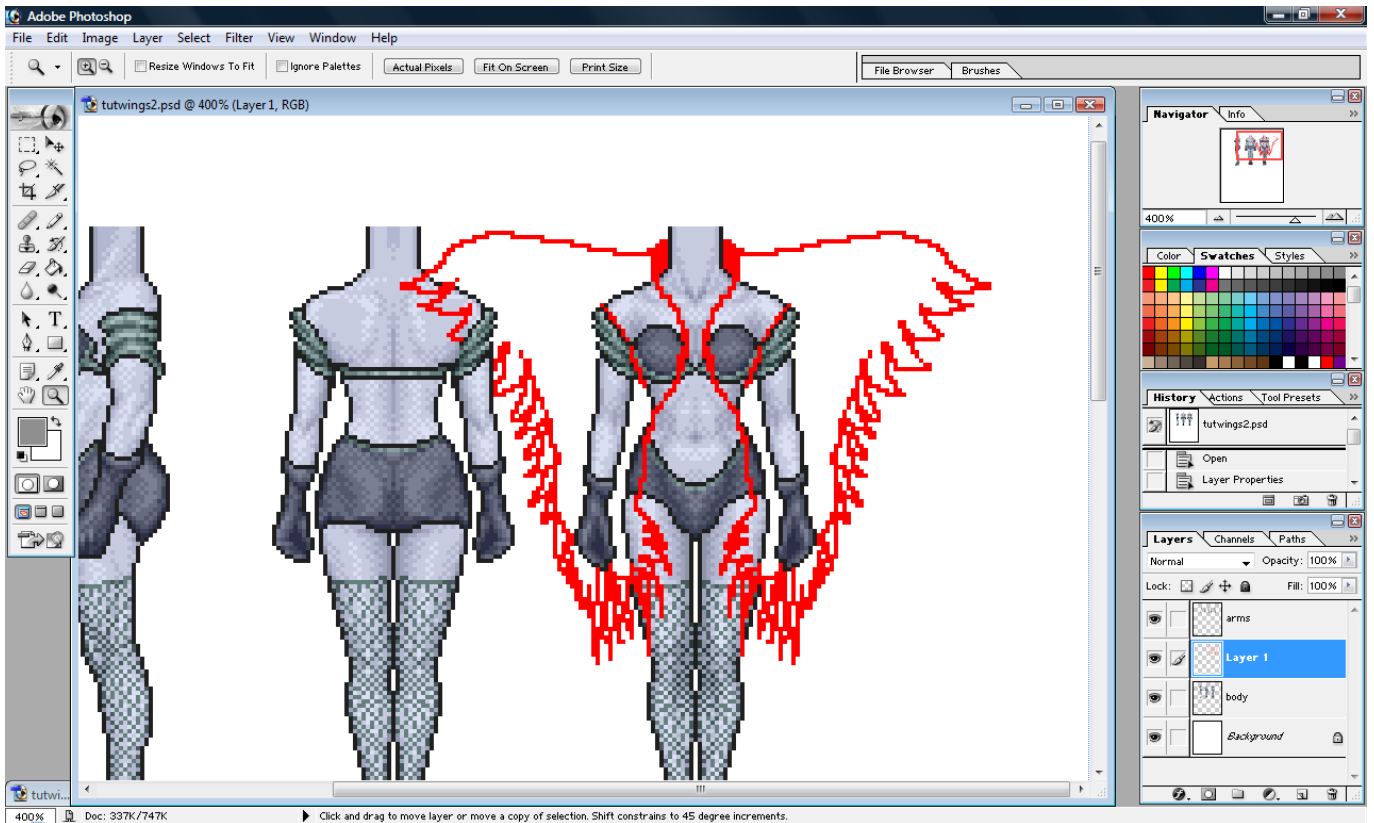 Adobe Photoshop
File Edit Image Layer Select Filter View Window Help
Resize Windows To Fit Ignore Palettes Actual Pixels Fit On Screen Print Size File Browser Brushes
tutwings2.psd @ 400% (Layer 1, RGB)
Navigator Info
400%
Color Swatches Styles
History Actions Tool Presets
tutwings2.psd
Open
Layer Properties
Layers Channels Paths
Normal Opacity: 100%
Lock: Fill: 100%
arms
Layer 1
body
Background
tutwi...
400% Doc: 337K/747K Click and drag to move layer or move a copy of selection. Shift constrains to 45 degree increments.